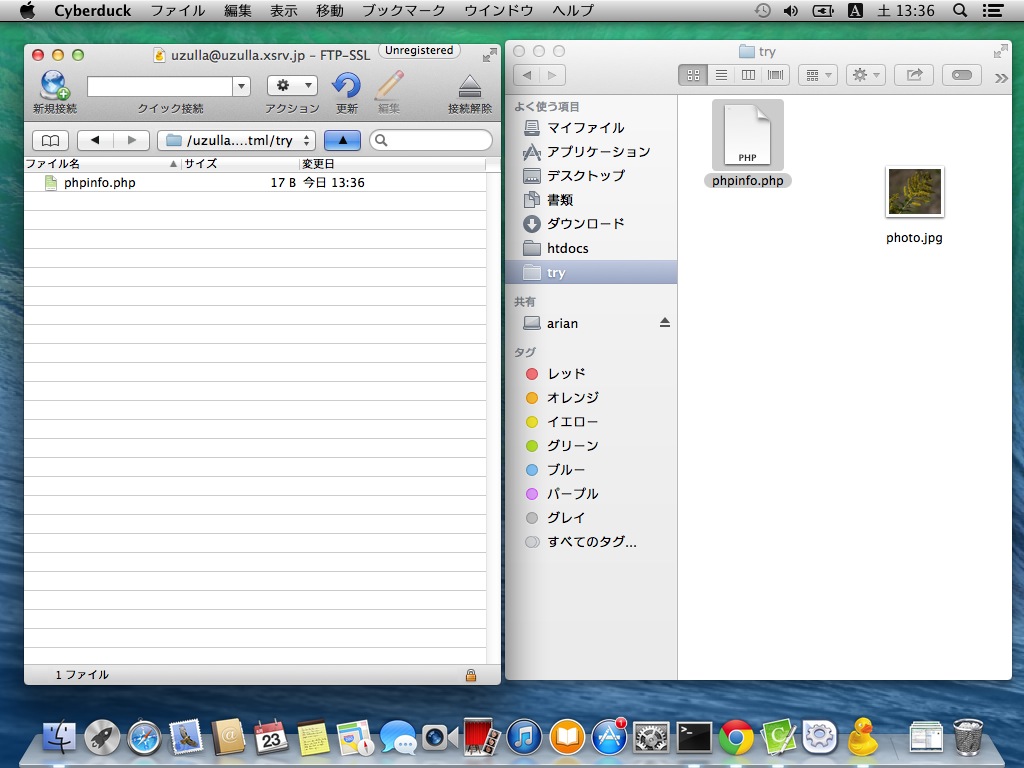 Cyberduck ファイル 編集 表示 移動 ブックマーク ウインドウ ヘルプ A 土 13:36
uzulla@uzulla.xsrv.jp – FTP-SSL Unregistered
新規接続 クイック接続 アクション 更新 編集 接続解除
/uzulla....tml/try
ファイル名 サイズ 変更日
phpinfo.php 17 B 今日 13:36
1 ファイル
try
よく使う項目
マイファイル
アプリケーション
デスクトップ
書類
ダウンロード
htdocs
try
共有
arian
タグ
レッド
オレンジ
イエロー
グリーン
ブルー
パープル
グレイ
すべてのタグ...
PHP
phpinfo.php
photo.jpg
23
1